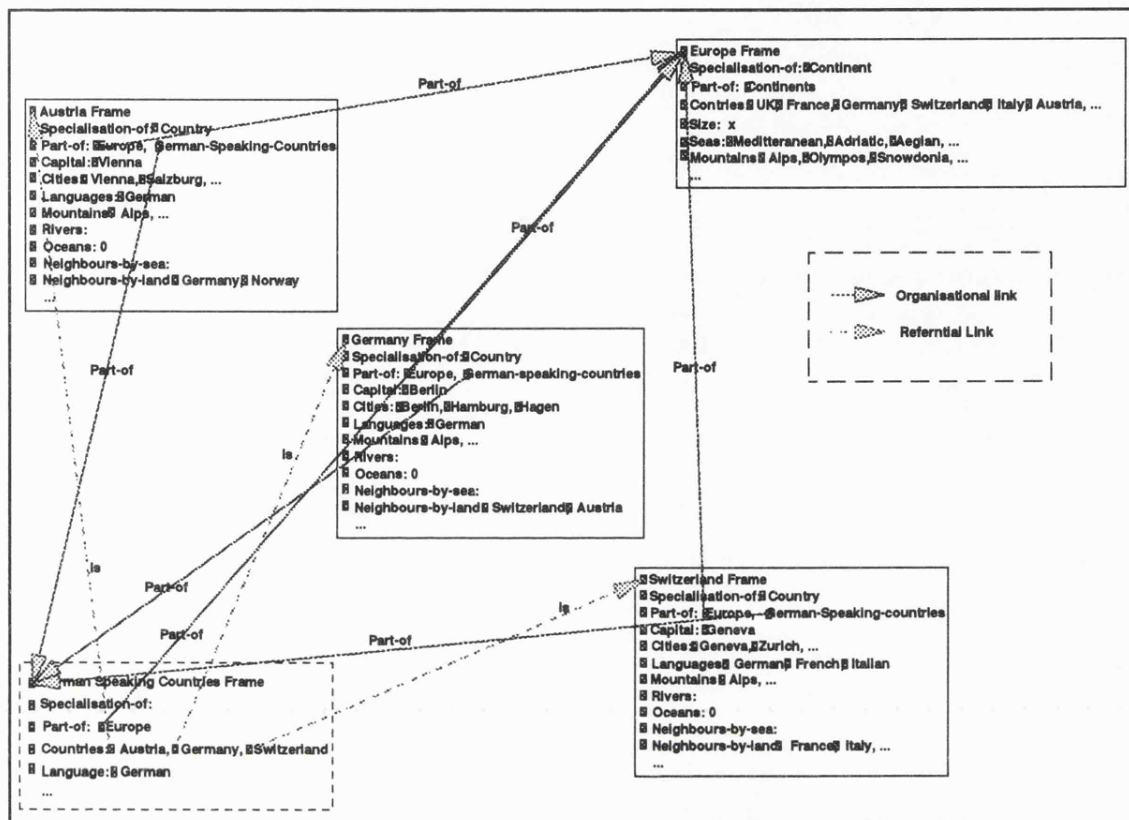 Europe Frame
Specialisation-of: Continent
Part-of: Continents
Contries UK France, Germany Switzerland Italy Austria, ...
Size: x
Seas: Mediterranean, Adriatic, Aegian, ...
Mountains Alps, Olympos, Snowdonia, ...
...
Part-of
Austria Frame
Specialisation-of: Country
Part-of: Europe, German-Speaking-Countries
Capital: Vienna
Cities Vienna, Salzburg, ...
Languages: German
Mountains Alps, ...
Rivers:
Oceans: 0
Neighbours-by-sea:
Neighbours-by-land Germany, Norway
...
Part-of
Organisational link
Referntial Link
Part-of
Part-of
Germany Frame
Specialisation-of: Country
Part-of: Europe, German-speaking-countries
Capital: Berlin
Cities: Berlin, Hamburg, Hagen
Languages: German
Mountains Alps, ...
Rivers:
Oceans: 0
Neighbours-by-sea:
Neighbours-by-land Switzerland Austria
...
is
is
Part-of
Part-of
Part-of
is
Switzerland Frame
Specialisation-of: Country
Part-of: Europe, German-Speaking-countries
Capital: Geneva
Cities: Geneva, Zurich, ...
Languages German French Italian
Mountains Alps, ...
Rivers:
Oceans: 0
Neighbours-by-sea:
Neighbours-by-land France Italy, ...
...
rman Speaking Countries Frame
Specialisation-of:
Part-of: Europe
Countries: Austria, Germany, Switzerland
Language: German
...